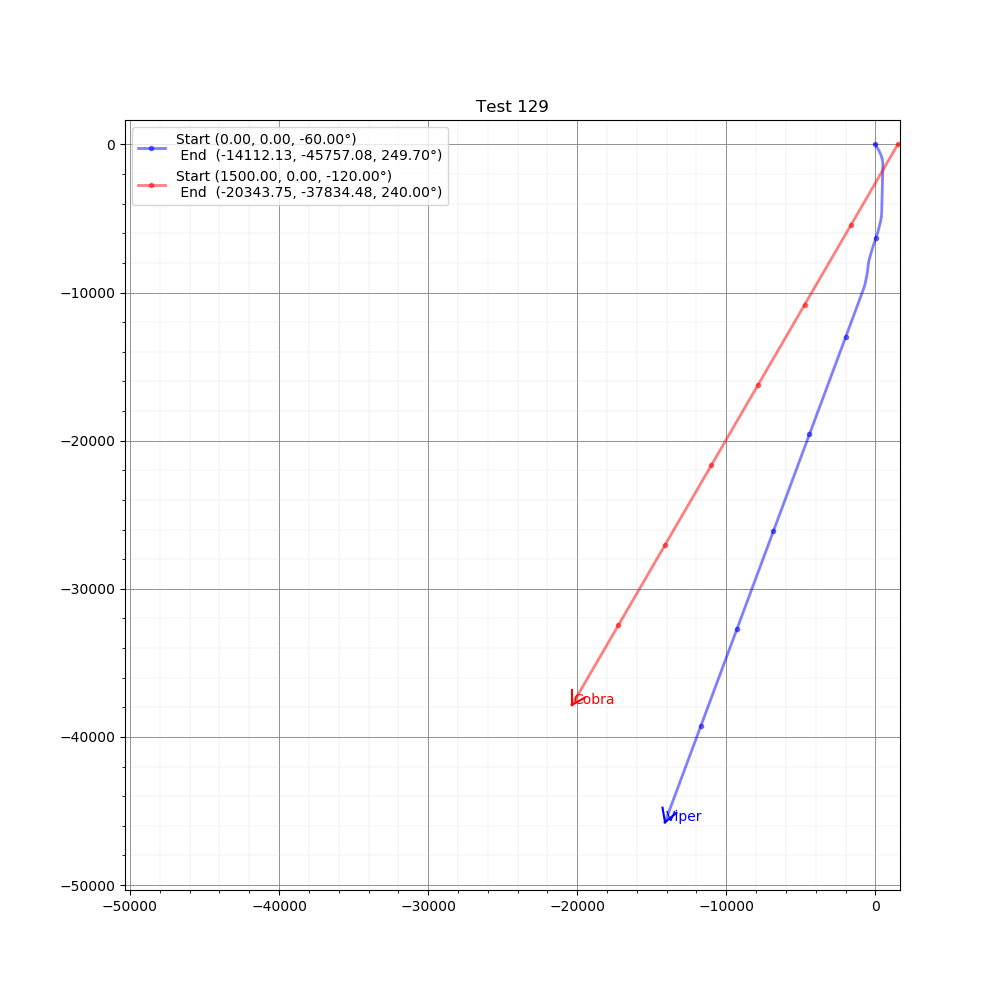 Test 129
Start (0.00, 0.00, -60.00°)
End (-14112.13, -45757.08, 249.70°)
Start (1500.00, 0.00, -120.00°)
End (-20343.75, -37834.48, 240.00°)
0
−10000
−20000
−30000
−40000
−50000
Cobra
Viper
−50000 −40000 −30000 −20000 −10000 0